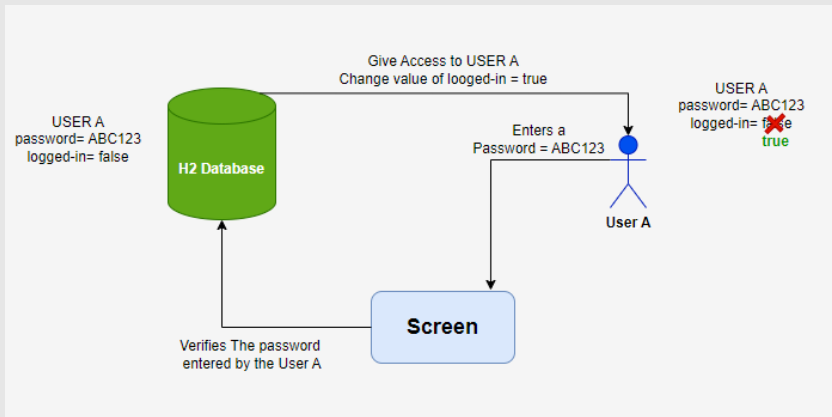 Give Access to USER A
Change value of looged-in = true
USER A
password= ABC123
logged-in= false
H2 Database
Enters a
Password = ABC123
USER A
password= ABC123
logged-in= false
true
User A
Screen
Verifies The password
entered by the User A